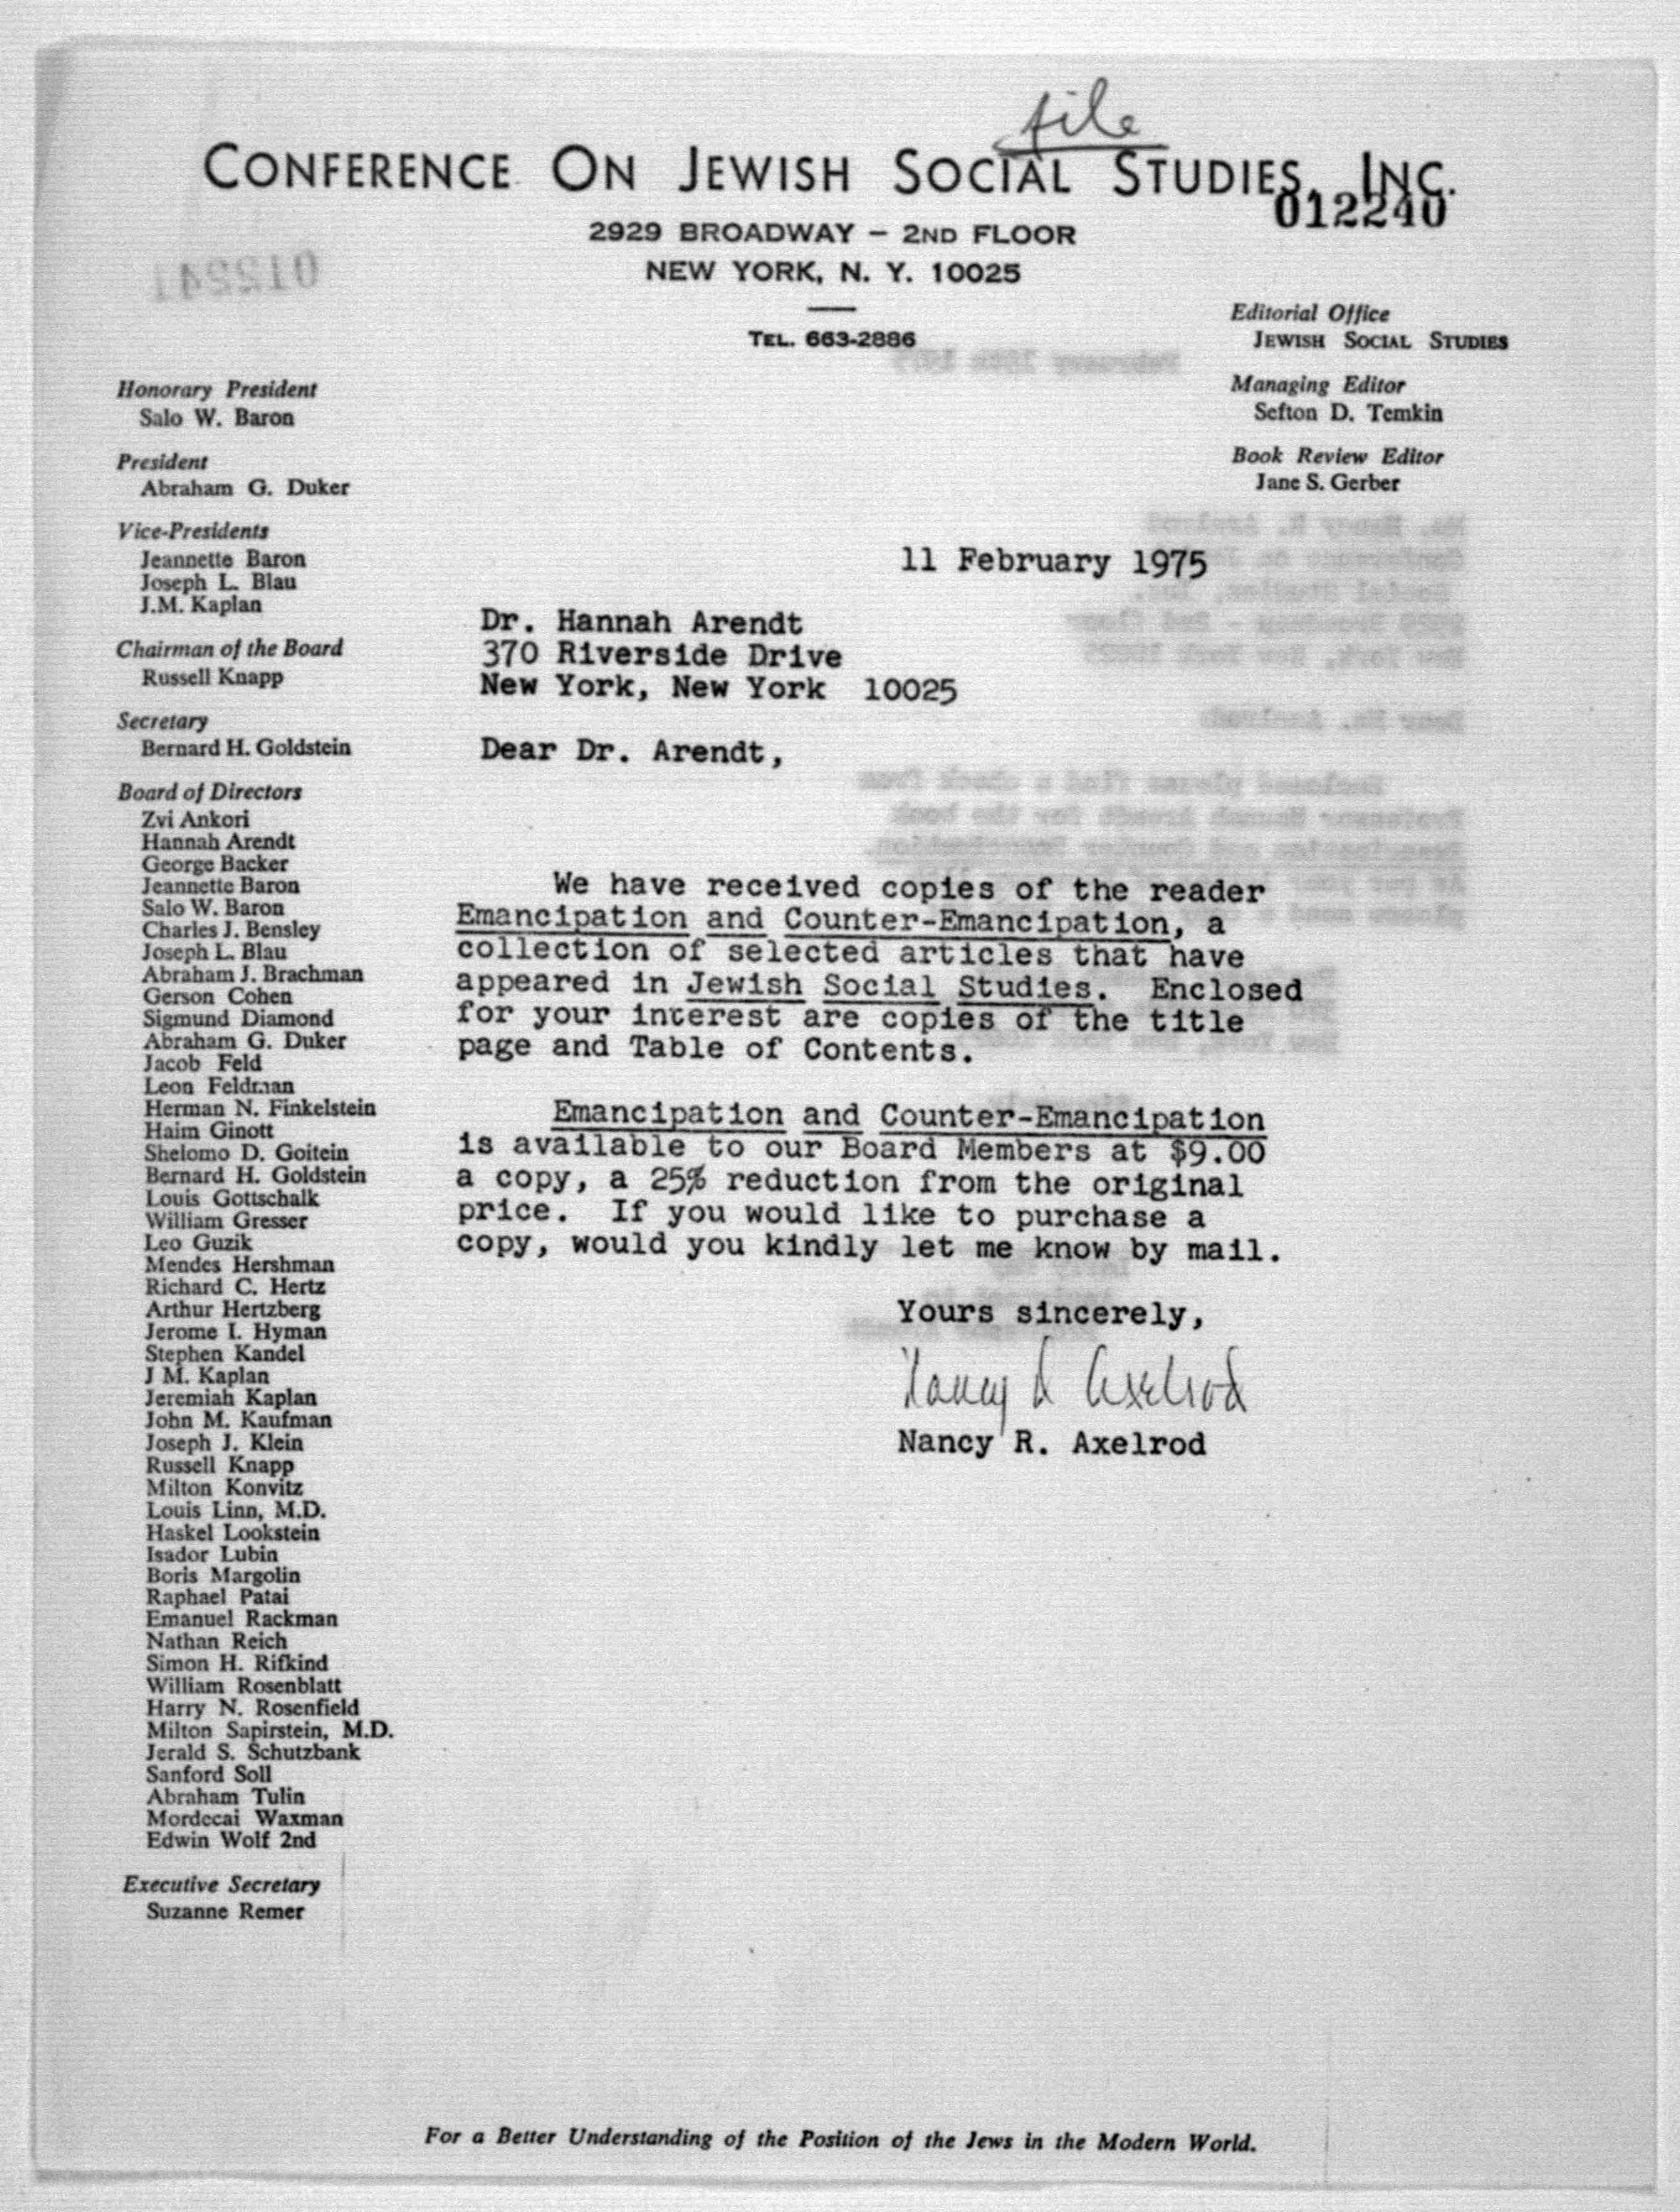 file
CONFERENCE ON JEWISH SOCIAL STUDIES, INC.
012240
2929 BROADWAY – 2ND FLOOR
NEW YORK, N. Y. 10025
TEL. 663-2886
012241
Editorial Office
JEWISH SOCIAL STUDIES
Managing Editor
Sefton D. Temkin
Book Review Editor
Jane S. Gerber
Honorary President
Salo W. Baron
President
Abraham G. Duker
Vice-Presidents
Jeannette Baron
Joseph L. Blau
J.M. Kaplan
Chairman of the Board
Russell Knapp
Secretary
Bernard H. Goldstein
Board of Directors
Zvi Ankori
Hannah Arendt
George Backer
Jeannette Baron
Salo W. Baron
Charles J. Bensley
Joseph L. Blau
Abraham J. Brachman
Gerson Cohen
Sigmund Diamond
Abraham G. Duker
Jacob Feld
Leon Feldman
Herman N. Finkelstein
Haim Ginott
Shelomo D. Goitein
Bernard H. Goldstein
Louis Gottschalk
William Gresser
Leo Guzik
Mendes Hershman
Richard C. Hertz
Arthur Hertzberg
Jerome I. Hyman
Stephen Kandel
J M. Kaplan
Jeremiah Kaplan
John M. Kaufman
Joseph J. Klein
Russell Knapp
Milton Konvitz
Louis Linn, M.D.
Haskel Lookstein
Isador Lubin
Boris Margolin
Raphael Patai
Emanuel Rackman
Nathan Reich
Simon H. Rifkind
William Rosenblatt
Harry N. Rosenfield
Milton Sapirstein, M.D.
Jerald S. Schutzbank
Sanford Soll
Abraham Tulin
Mordecai Waxman
Edwin Wolf 2nd
Executive Secretary
Suzanne Remer
11 February 1975
Dr. Hannah Arendt
370 Riverside Drive
New York, New York 10025
Dear Dr. Arendt,
We have received copies of the reader
Emancipation and Counter-Emancipation, a
collection of selected articles that have
appeared in Jewish Social Studies. Enclosed
for your interest are copies of the title
page and Table of Contents.
Emancipation and Counter-Emancipation
is available to our Board Members at $9.00
a copy, a 25% reduction from the original
price. If you would like to purchase a
copy, would you kindly let me know by mail.
Yours sincerely,
Nancy R Axelrod
Nancy R. Axelrod
For a Better Understanding of the Position of the Jews in the Modern World.